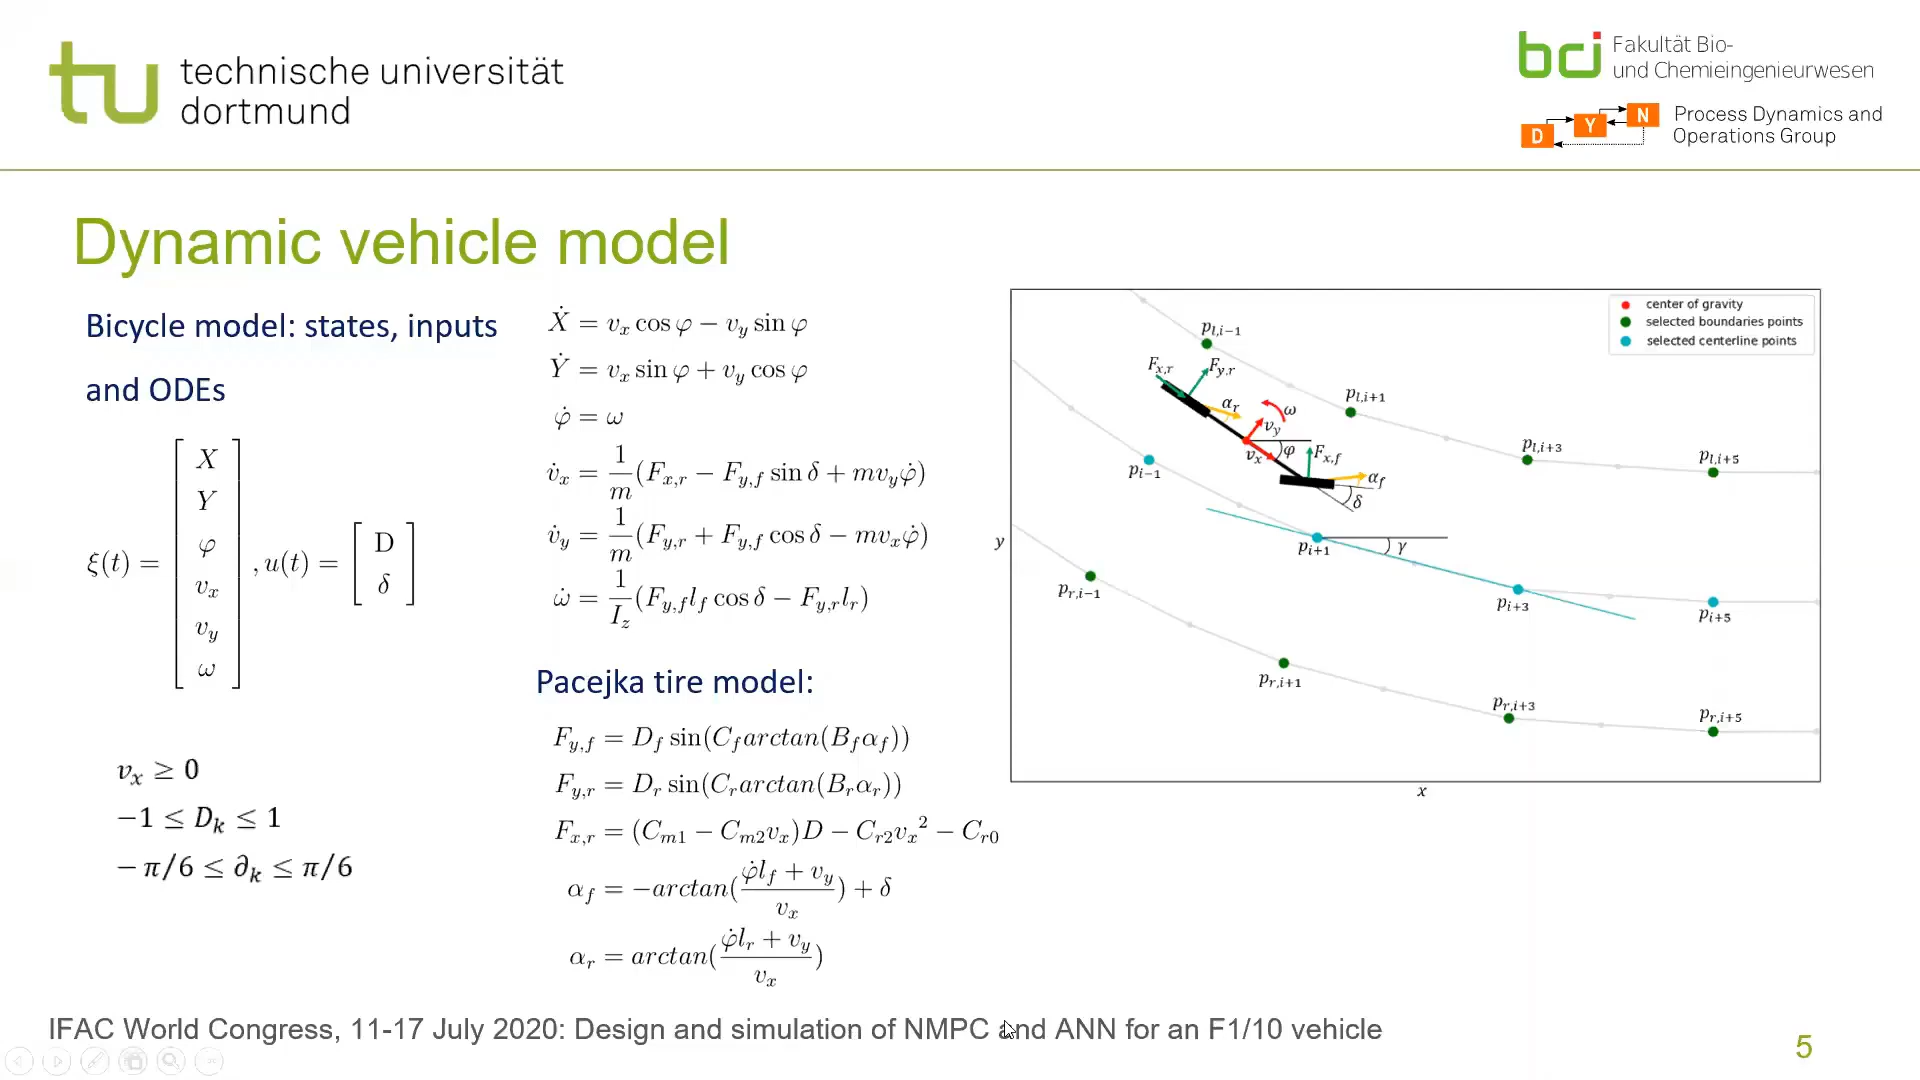 technische universität
dortmund
bci Fakultät Bio-
und Chemieingenieurwesen
D Y N Process Dynamics and
Operations Group
Dynamic vehicle model
Bicycle model: states, inputs
and ODEs
ξ(t) = [X Y φ v_x v_y ω], u(t) = [D δ]
v_x ≥ 0
−1 ≤ D_k ≤ 1
−π/6 ≤ ∂_k ≤ π/6
Ẋ = v_x cos φ − v_y sin φ
Ẏ = v_x sin φ + v_y cos φ
φ̇ = ω
v̇_x = 1/m (F_{x,r} − F_{y,f} sin δ + m v_y φ̇)
v̇_y = 1/m (F_{y,r} + F_{y,f} cos δ − m v_x φ̇)
ω̇ = 1/I_z (F_{y,f} l_f cos δ − F_{y,r} l_r)
Pacejka tire model:
F_{y,f} = D_f sin(C_f arctan(B_f α_f))
F_{y,r} = D_r sin(C_r arctan(B_r α_r))
F_{x,r} = (C_{m1} − C_{m2} v_x)D − C_{r2} v_x² − C_{r0}
α_f = −arctan((φ̇ l_f + v_y)/v_x) + δ
α_r = arctan((φ̇ l_r + v_y)/v_x)
center of gravity
selected boundaries points
selected centerline points
p_{l,i−1}
F_{x,r}
F_{y,r}
α_r
ω
v_y
v_x
φ
F_{x,f}
α_f
δ
p_{l,i+1}
p_{l,i+3}
p_{l,i+5}
p_{i−1}
p_{i+1}
γ
p_{i+3}
p_{i+5}
p_{r,i−1}
p_{r,i+1}
p_{r,i+3}
p_{r,i+5}
y
x
IFAC World Congress, 11-17 July 2020: Design and simulation of NMPC and ANN for an F1/10 vehicle
5